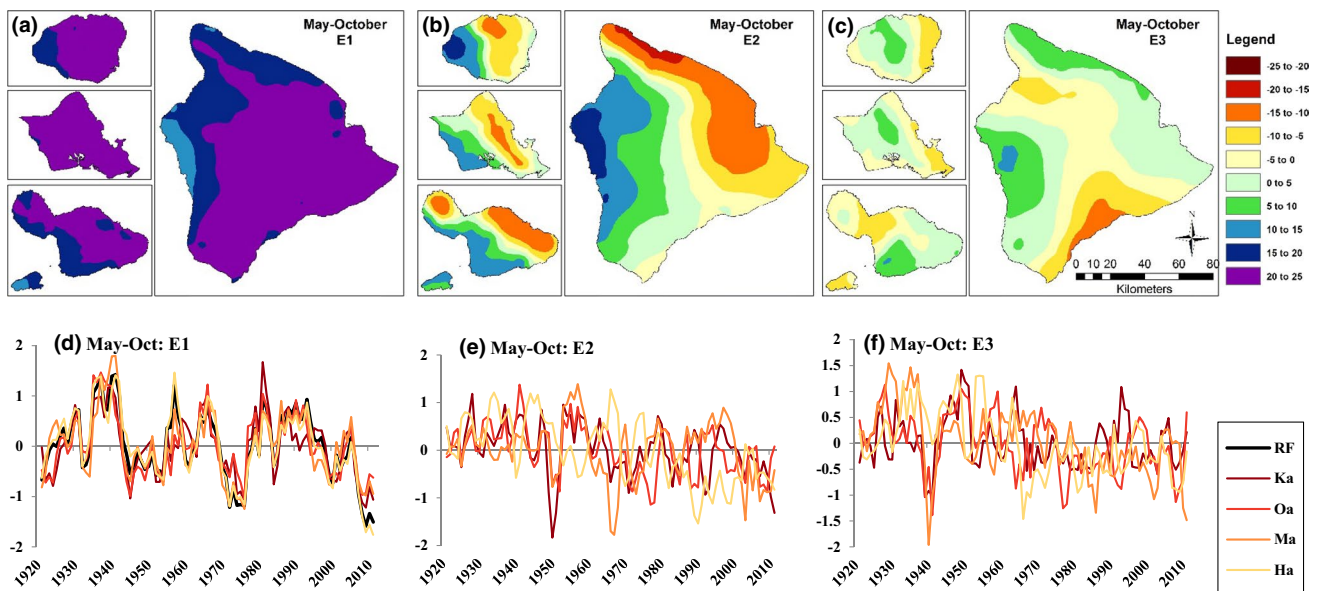 (a)
May-October
E1
(b)
May-October
E2
(c)
May-October
E3
N
0 10 20 40 60 80
Kilometers
Legend
-25 to -20
-20 to -15
-15 to -10
-10 to -5
-5 to 0
0 to 5
5 to 10
10 to 15
15 to 20
20 to 25
(d) May-Oct: E1
2
1
0
-1
-2
1920 1930 1940 1950 1960 1970 1980 1990 2000 2010
(e) May-Oct: E2
2
1
0
-1
-2
1920 1930 1940 1950 1960 1970 1980 1990 2000 2010
(f) May-Oct: E3
2
1.5
1
0.5
0
-0.5
-1
-1.5
-2
1920 1930 1940 1950 1960 1970 1980 1990 2000 2010
RF
Ka
Oa
Ma
Ha